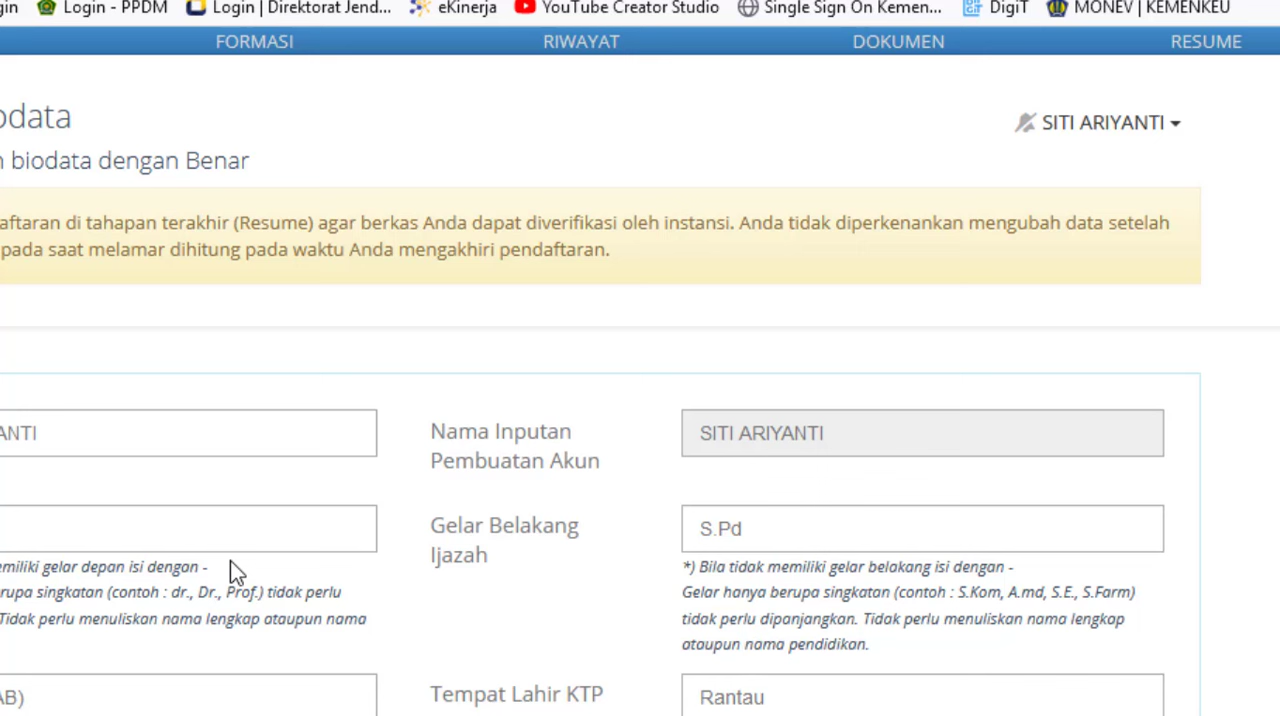 Login - PPDM Login | Direktorat Jend... eKinerja YouTube Creator Studio Single Sign On Kemen... DigiT MONEV | KEMENKEU
FORMASI RIWAYAT DOKUMEN RESUME
odata
SITI ARIYANTI
n biodata dengan Benar
aftaran di tahapan terakhir (Resume) agar berkas Anda dapat diverifikasi oleh instansi. Anda tidak diperkenankan mengubah data setelah
pada saat melamar dihitung pada waktu Anda mengakhiri pendaftaran.
ANTI
Nama Inputan
Pembuatan Akun
SITI ARIYANTI
Gelar Belakang
Ijazah
S.Pd
emiliki gelar depan isi dengan -
erupa singkatan (contoh : dr., Dr., Prof.) tidak perlu
Tidak perlu menuliskan nama lengkap ataupun nama
*) Bila tidak memiliki gelar belakang isi dengan -
Gelar hanya berupa singkatan (contoh : S.Kom, A.md, S.E., S.Farm)
tidak perlu dipanjangkan. Tidak perlu menuliskan nama lengkap
ataupun nama pendidikan.
AB)
Tempat Lahir KTP
Rantau